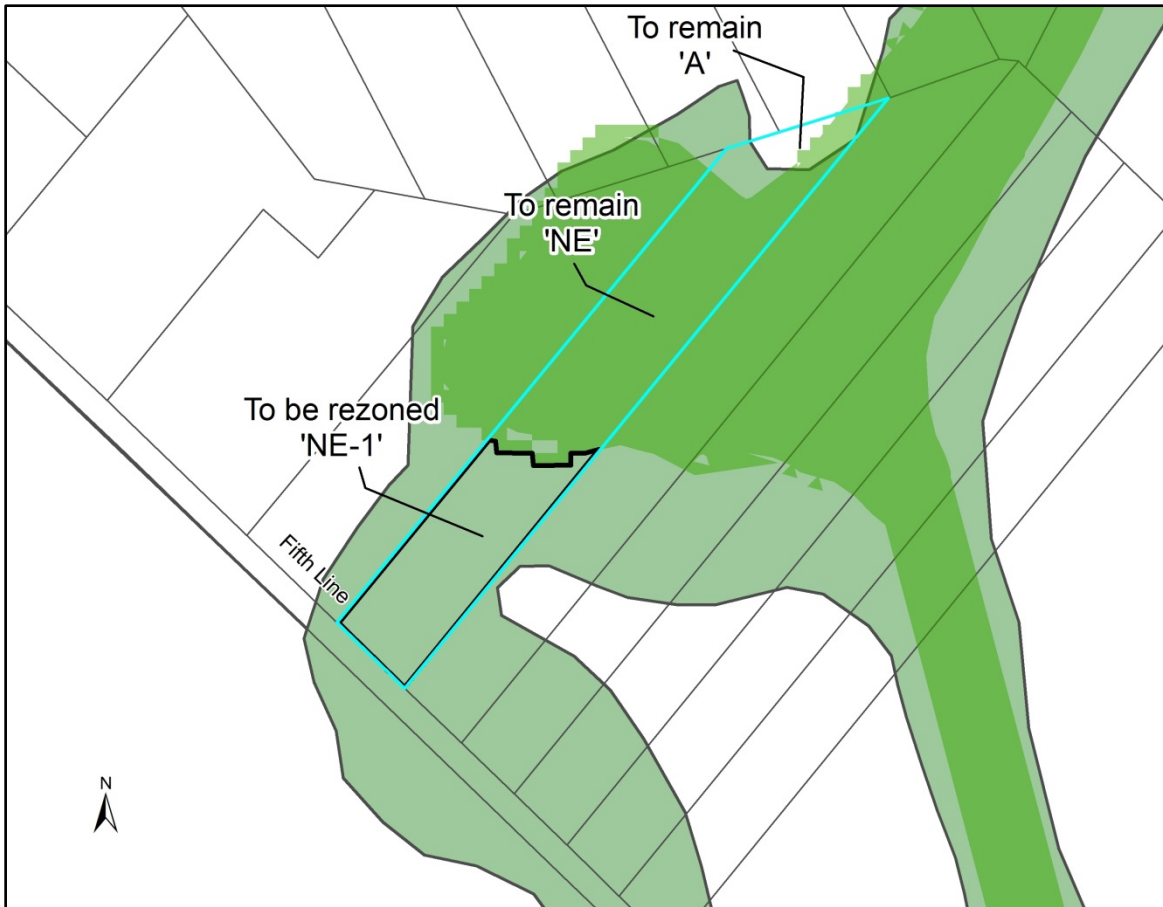 To remain
'A'
To remain
'NE'
To be rezoned
'NE-1'
Fifth Line
N